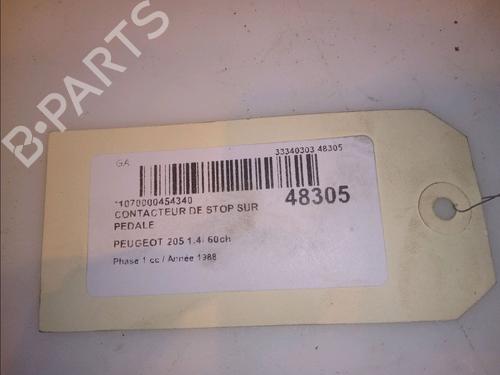 B-PARTS
GA
33340303 48305
*1070000454340
CONTACTEUR DE STOP SUR
PEDALE
48305
PEUGEOT 205 1.4i 60ch
Phase 1 cc / Année 1988